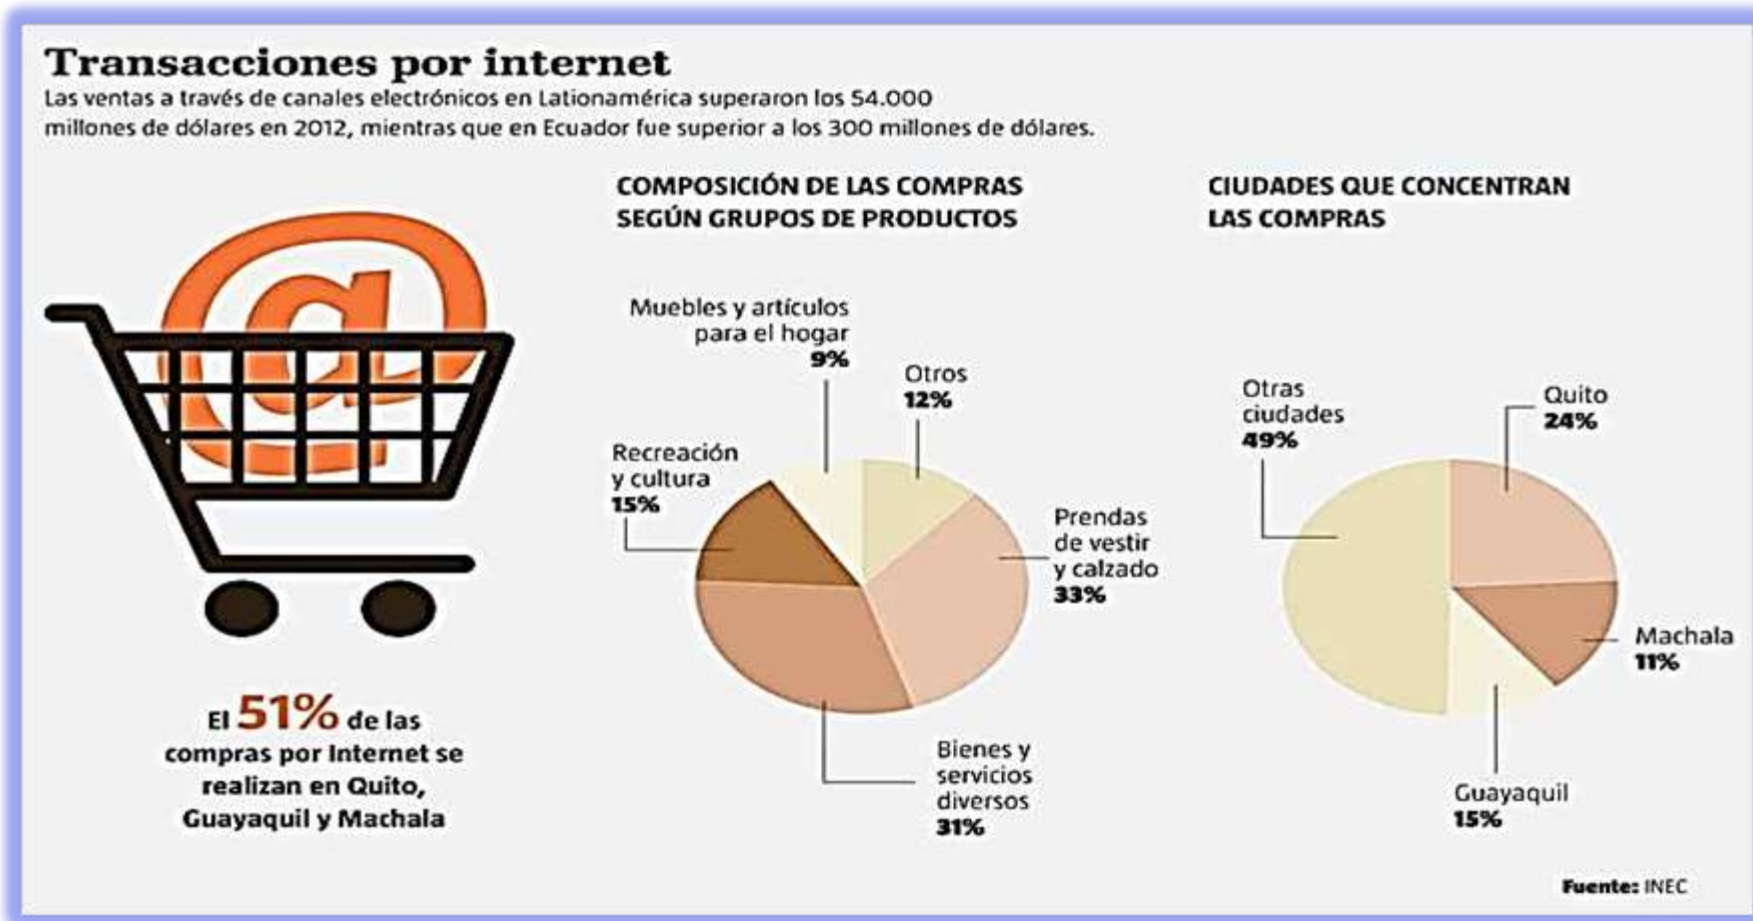 Transacciones por internet
Las ventas a través de canales electrónicos en Lationamérica superaron los 54.000
millones de dólares en 2012, mientras que en Ecuador fue superior a los 300 millones de dólares.
El 51% de las
compras por Internet se
realizan en Quito,
Guayaquil y Machala
COMPOSICIÓN DE LAS COMPRAS
SEGÚN GRUPOS DE PRODUCTOS
Muebles y artículos
para el hogar
9%
Otros
12%
Recreación
y cultura
15%
Prendas
de vestir
y calzado
33%
Bienes y
servicios
diversos
31%
CIUDADES QUE CONCENTRAN
LAS COMPRAS
Otras
ciudades
49%
Quito
24%
Machala
11%
Guayaquil
15%
Fuente: INEC